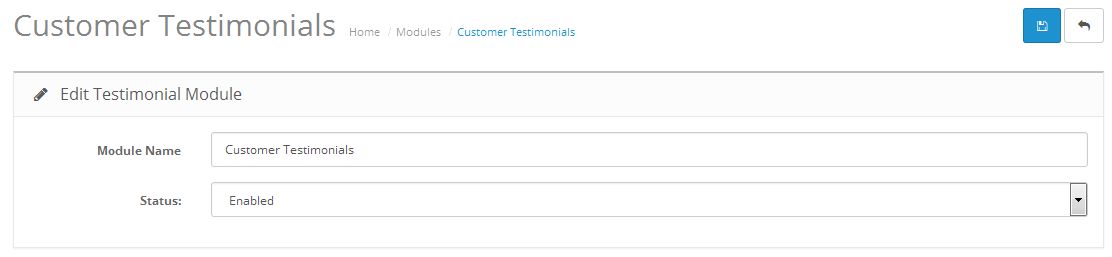 Customer Testimonials Home / Modules / Customer Testimonials
Edit Testimonial Module
Module Name Customer Testimonials
Status: Enabled